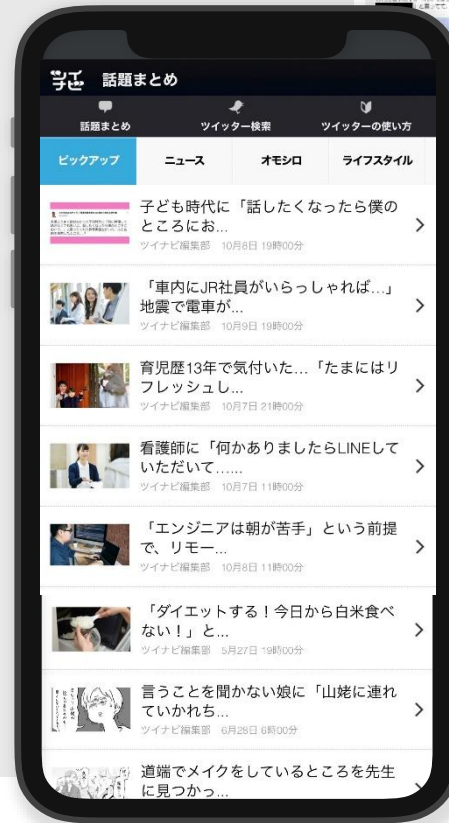 ツイナビ 話題まとめ
話題まとめ ツイッター検索 ツイッターの使い方
ピックアップ ニュース オモシロ ライフスタイル
子ども時代に「話したくなったら僕の
ところにお...
ツイナビ編集部 10月8日 19時00分
「車内にJR社員がいらっしゃれば…」
地震で電車が...
ツイナビ編集部 10月9日 19時00分
育児歴13年で気付いた…「たまにはリ
フレッシュし...
ツイナビ編集部 10月7日 21時00分
看護師に「何かありましたらLINEして
いただいて…...
ツイナビ編集部 10月7日 11時00分
「エンジニアは朝が苦手」という前提
で、リモー...
ツイナビ編集部 10月8日 11時00分
「ダイエットする！今日から白米食べ
ない！」と...
ツイナビ編集部 5月27日 19時00分
言うことを聞かない娘に「山姥に連れ
ていかれち...
ツイナビ編集部 6月28日 6時00分
道端でメイクをしているところを先生
に見つかっ...